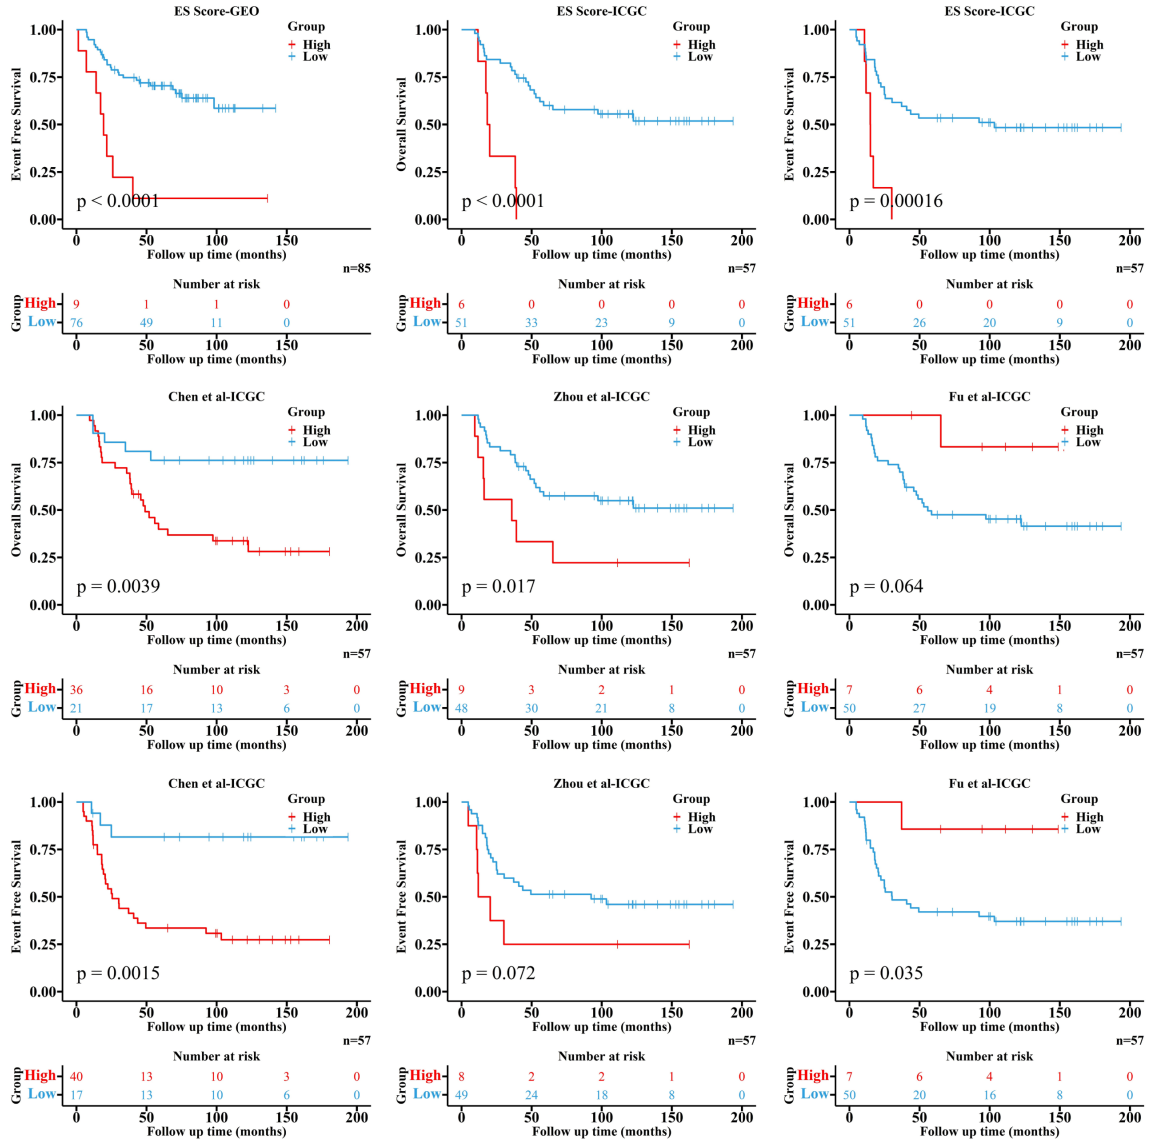 ES Score-GEO
Group
High
Low
Event Free Survival
1.00
0.75
0.50
0.25
0.00
p < 0.0001
0 50 100 150
Follow up time (months)
n=85
Number at risk
Group
High 9 1 1 0
Low 76 49 11 0
0 50 100 150
Follow up time (months)
ES Score-ICGC
Group
High
Low
Overall Survival
1.00
0.75
0.50
0.25
0.00
p < 0.0001
0 50 100 150 200
Follow up time (months)
n=57
Number at risk
Group
High 6 0 0 0 0
Low 51 33 23 9 0
0 50 100 150 200
Follow up time (months)
ES Score-ICGC
Group
High
Low
Event Free Survival
1.00
0.75
0.50
0.25
0.00
p = 0.00016
0 50 100 150 200
Follow up time (months)
n=57
Number at risk
Group
High 6 0 0 0 0
Low 51 26 20 9 0
0 50 100 150 200
Follow up time (months)
Chen et al-ICGC
Group
High
Low
Overall Survival
1.00
0.75
0.50
0.25
0.00
p = 0.0039
0 50 100 150 200
Follow up time (months)
n=57
Number at risk
Group
High 36 16 10 3 0
Low 21 17 13 6 0
0 50 100 150 200
Follow up time (months)
Zhou et al-ICGC
Group
High
Low
Overall Survival
1.00
0.75
0.50
0.25
0.00
p = 0.017
0 50 100 150 200
Follow up time (months)
n=57
Number at risk
Group
High 9 3 2 1 0
Low 48 30 21 8 0
0 50 100 150 200
Follow up time (months)
Fu et al-ICGC
Group
High
Low
Overall Survival
1.00
0.75
0.50
0.25
0.00
p = 0.064
0 50 100 150 200
Follow up time (months)
n=57
Number at risk
Group
High 7 6 4 1 0
Low 50 27 19 8 0
0 50 100 150 200
Follow up time (months)
Chen et al-ICGC
Group
High
Low
Event Free Survival
1.00
0.75
0.50
0.25
0.00
p = 0.0015
0 50 100 150 200
Follow up time (months)
n=57
Number at risk
Group
High 40 13 10 3 0
Low 17 13 10 6 0
0 50 100 150 200
Follow up time (months)
Zhou et al-ICGC
Group
High
Low
Event Free Survival
1.00
0.75
0.50
0.25
0.00
p = 0.072
0 50 100 150 200
Follow up time (months)
n=57
Number at risk
Group
High 8 2 2 1 0
Low 49 24 18 8 0
0 50 100 150 200
Follow up time (months)
Fu et al-ICGC
Group
High
Low
Event Free Survival
1.00
0.75
0.50
0.25
0.00
p = 0.035
0 50 100 150 200
Follow up time (months)
n=57
Number at risk
Group
High 7 6 4 1 0
Low 50 20 16 8 0
0 50 100 150 200
Follow up time (months)